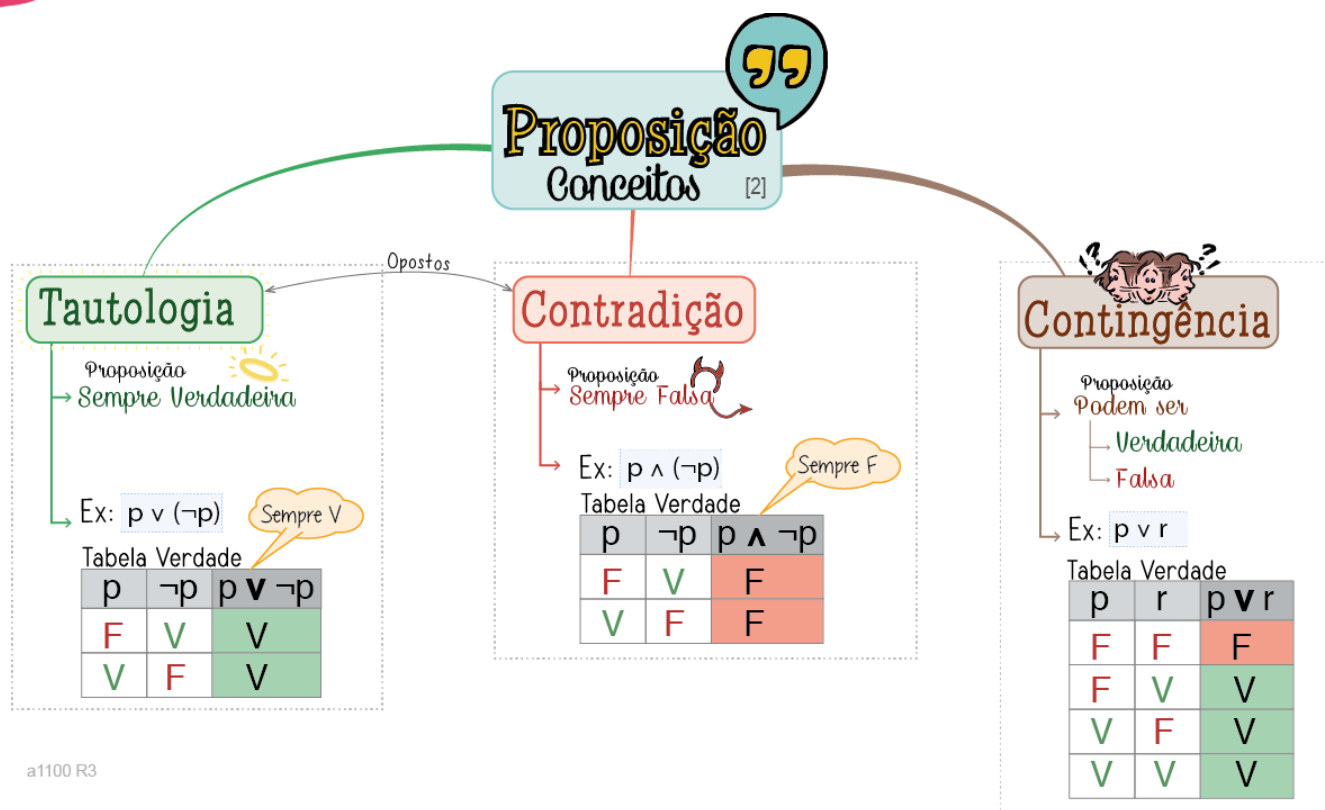 Proposição
Conceitos [2]
Opostos
Tautologia
Proposição
Sempre Verdadeira
Ex: p ∨ (¬p)
Sempre V
Tabela Verdade
p ¬p p ∨ ¬p
F V V
V F V
Contradição
Proposição
Sempre Falsa
Ex: p ∧ (¬p)
Sempre F
Tabela Verdade
p ¬p p ∧ ¬p
F V F
V F F
Contingência
Proposição
Podem ser
Verdadeira
Falsa
Ex: p ∨ r
Tabela Verdade
p r p ∨ r
F F F
F V V
V F V
V V V
a1100 R3